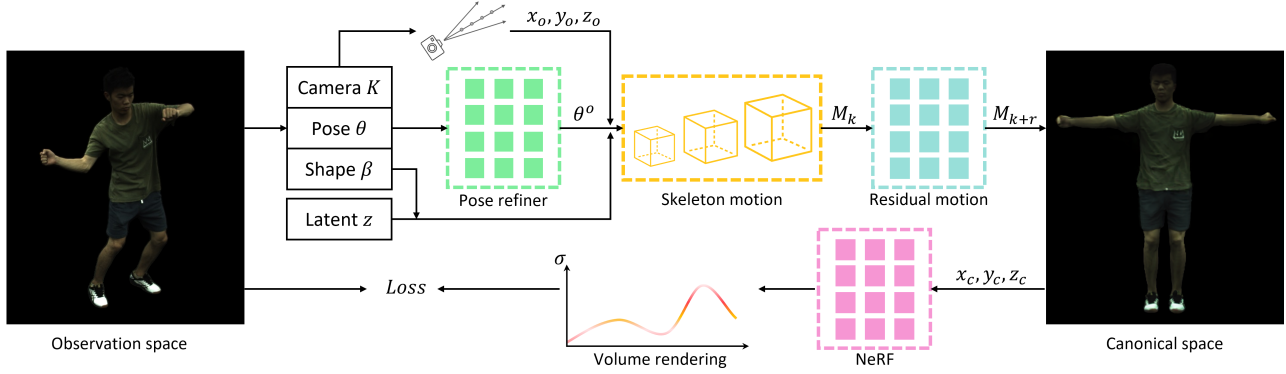 x_o, y_o, z_o
Camera K
Pose θ
Shape β
Latent z
Pose refiner
θ^o
Skeleton motion
M_k
Residual motion
M_{k+r}
Observation space
Loss
σ
Volume rendering
NeRF
x_c, y_c, z_c
Canonical space